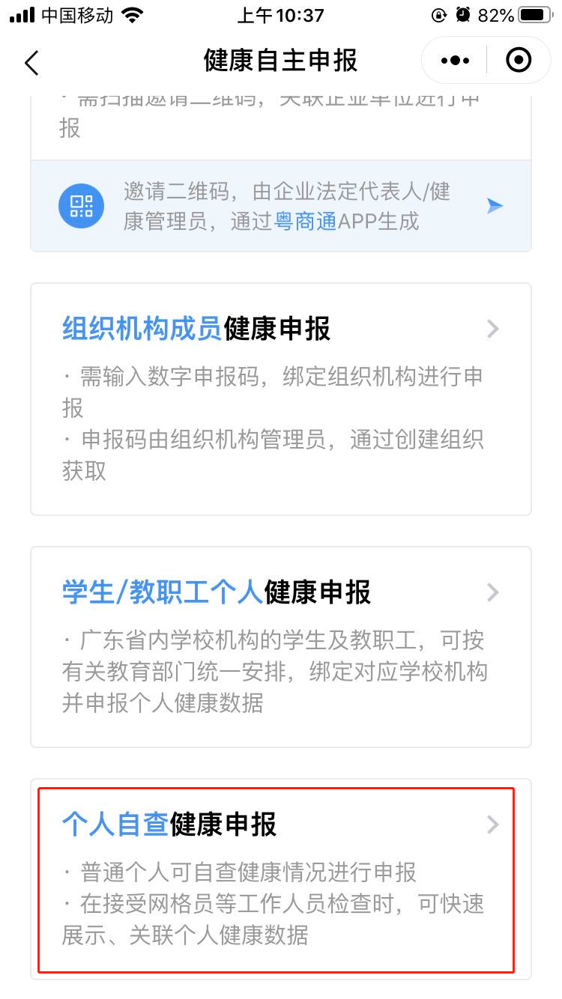 中国移动
上午10:37
82%
健康自主申报
· 需扫描邀请二维码，关联企业单位进行申
报
邀请二维码，由企业法定代表人/健
康管理员，通过粤商通APP生成
组织机构成员健康申报
· 需输入数字申报码，绑定组织机构进行申
报
· 申报码由组织机构管理员，通过创建组织
获取
学生/教职工个人健康申报
· 广东省内学校机构的学生及教职工，可按
有关教育部门统一安排，绑定对应学校机构
并申报个人健康数据
个人自查健康申报
· 普通个人可自查健康情况进行申报
· 在接受网格员等工作人员检查时，可快速
展示、关联个人健康数据